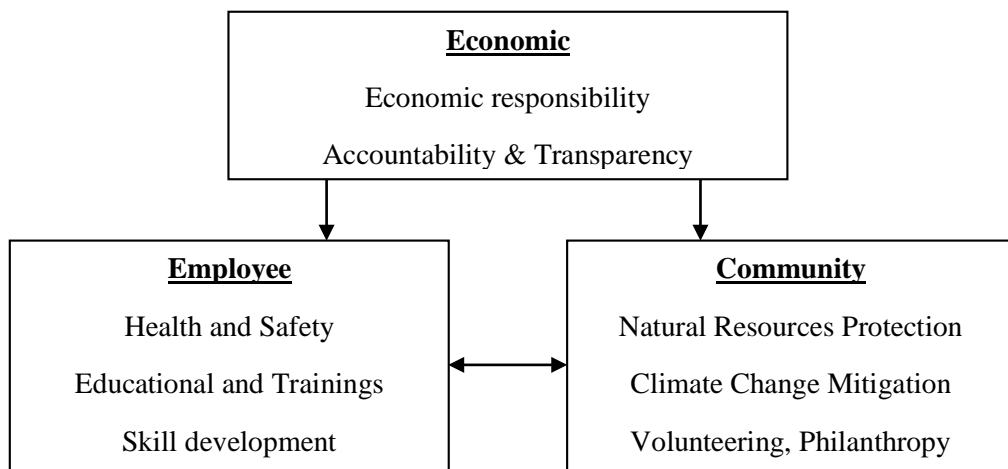 Economic
Economic responsibility
Accountability & Transparency
Employee
Health and Safety
Educational and Trainings
Skill development
Community
Natural Resources Protection
Climate Change Mitigation
Volunteering, Philanthropy